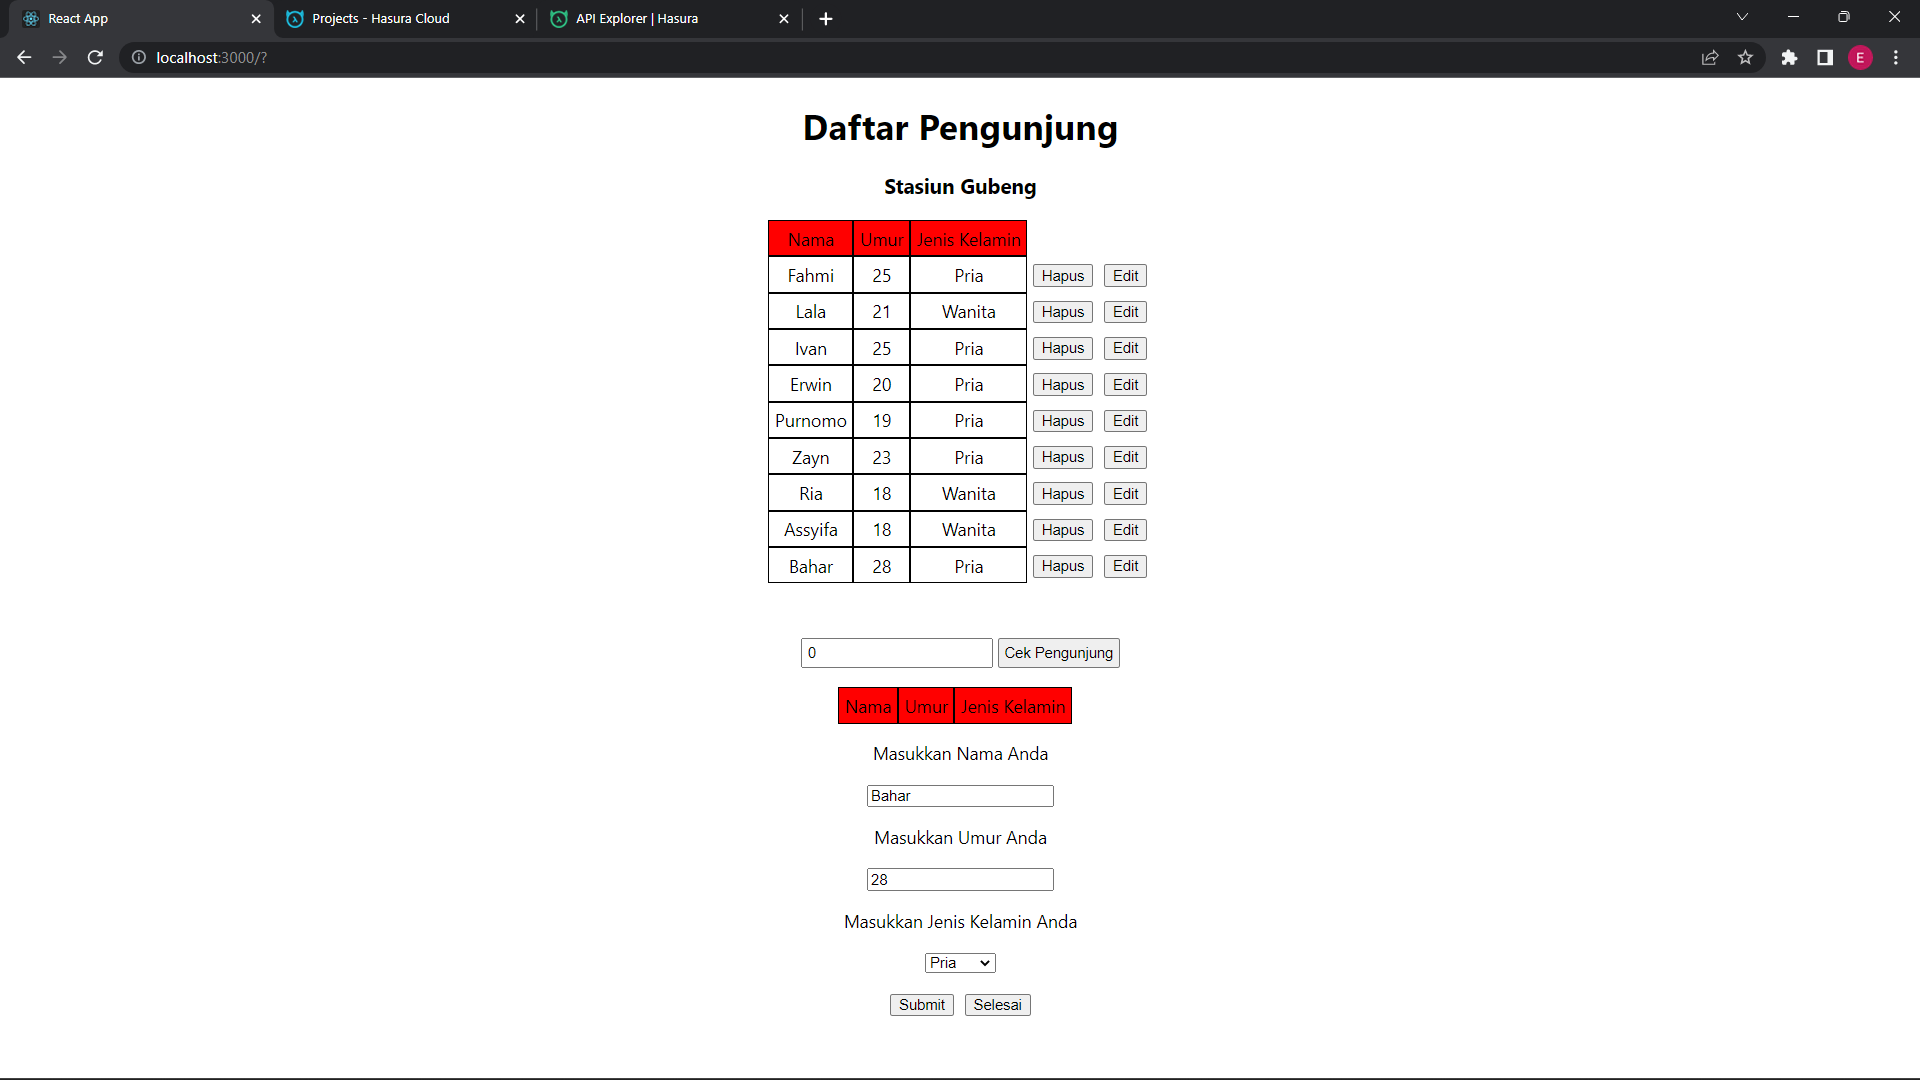 React App
Projects - Hasura Cloud
API Explorer | Hasura
localhost:3000/?
E
Daftar Pengunjung
Stasiun Gubeng
Nama Umur Jenis Kelamin
Fahmi 25 Pria Hapus Edit
Lala 21 Wanita Hapus Edit
Ivan 25 Pria Hapus Edit
Erwin 20 Pria Hapus Edit
Purnomo 19 Pria Hapus Edit
Zayn 23 Pria Hapus Edit
Ria 18 Wanita Hapus Edit
Assyifa 18 Wanita Hapus Edit
Bahar 28 Pria Hapus Edit
0 Cek Pengunjung
Nama Umur Jenis Kelamin
Masukkan Nama Anda
Bahar
Masukkan Umur Anda
28
Masukkan Jenis Kelamin Anda
Pria
Submit Selesai